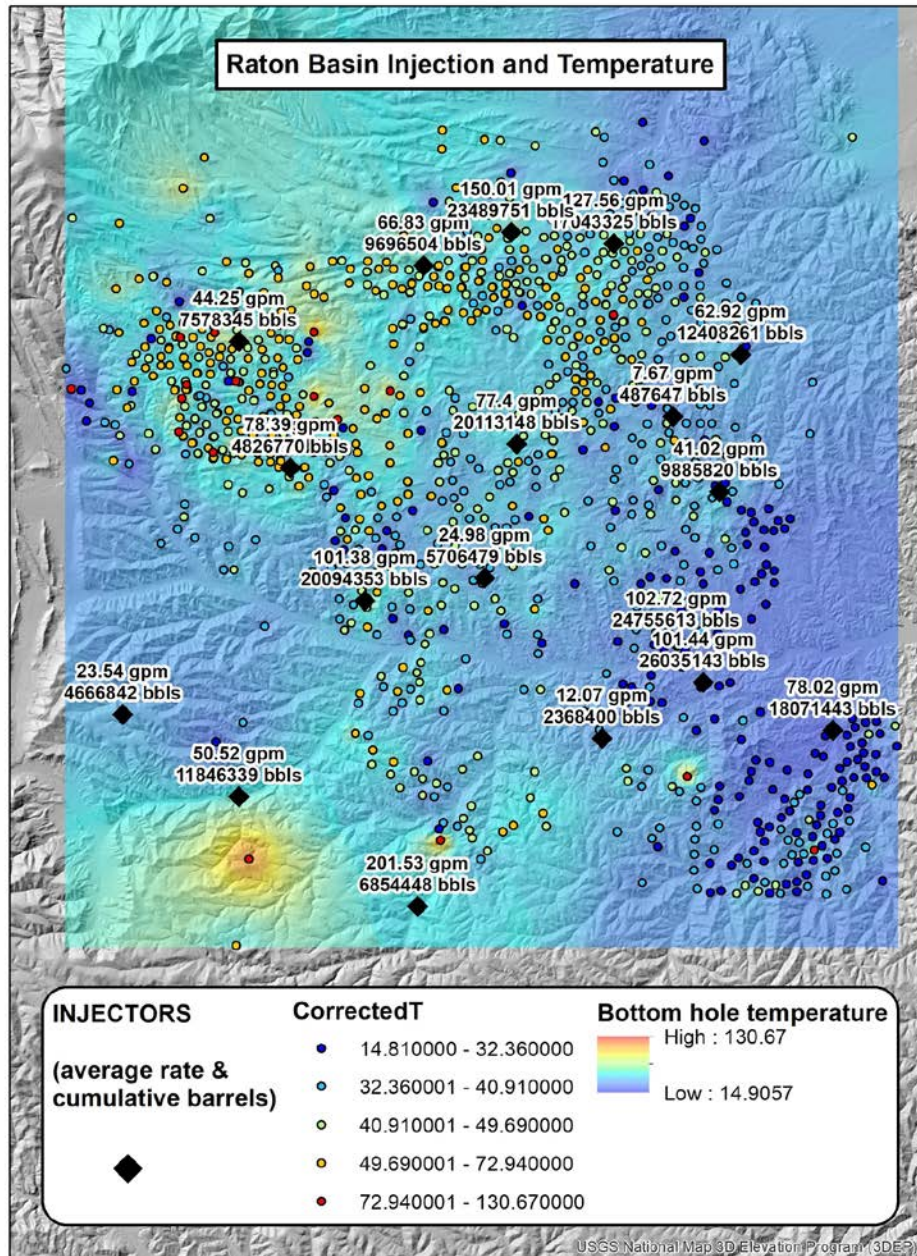 Raton Basin Injection and Temperature
150.01 gpm
23489751 bbls
127.56 gpm
17043325 bbls
66.83 gpm
9696504 bbls
44.25 gpm
7578345 bbls
62.92 gpm
12408261 bbls
7.67 gpm
487647 bbls
77.4 gpm
20113148 bbls
78.39 gpm
4826770 bbls
41.02 gpm
9885820 bbls
24.98 gpm
5706479 bbls
101.38 gpm
20094353 bbls
102.72 gpm
24755613 bbls
101.44 gpm
26035143 bbls
23.54 gpm
4666842 bbls
12.07 gpm
2368400 bbls
78.02 gpm
18071443 bbls
50.52 gpm
11846339 bbls
201.53 gpm
6854448 bbls
INJECTORS
(average rate &
cumulative barrels)
CorrectedT
14.810000 - 32.360000
32.360001 - 40.910000
40.910001 - 49.690000
49.690001 - 72.940000
72.940001 - 130.670000
Bottom hole temperature
High : 130.67
Low : 14.9057
USGS National Map 3D Elevation Program (3DEP)